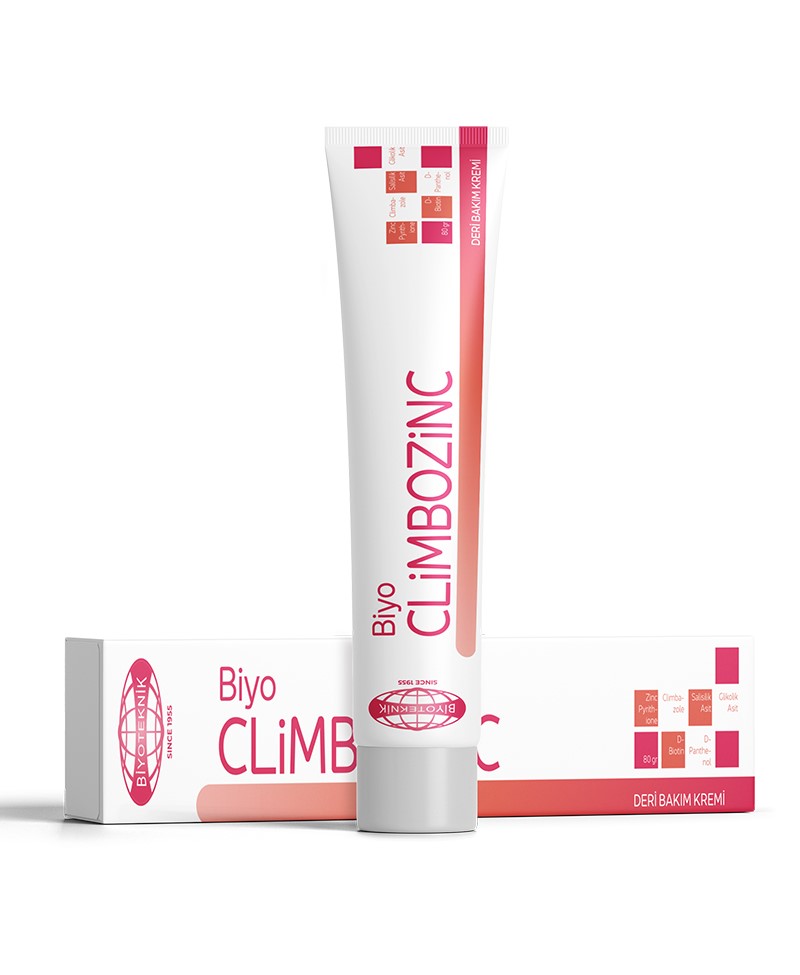 Glikolik
Asit
Salisilik
Asit
D-
Panthe-
nol
Climba-
zole
D-
Biotin
Zinc
Pyrith-
ione
80 gr
DERİ BAKIM KREMİ
Biyo
CLiMBOZiNC
BİYOTEKNİK
SINCE 1955
BİYOTEKNİK
SINCE 1955
Biyo
CLiMB
C
Zinc
Pyrith-
ione
Climba-
zole
Salisilik
Asit
Glikolik
Asit
80 gr
D-
Biotin
D-
Panthe-
nol
DERİ BAKIM KREMİ